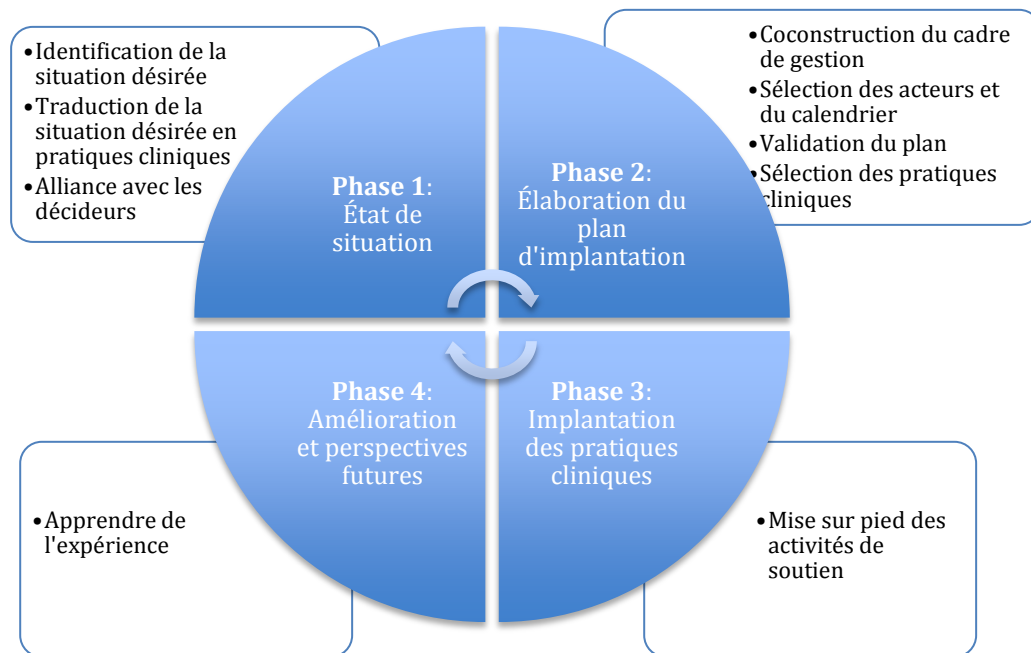 •Identification de la
situation désirée
•Traduction de la
situation désirée en
pratiques cliniques
•Alliance avec les
décideurs
•Coconstruction du cadre
de gestion
•Sélection des acteurs et
du calendrier
•Validation du plan
•Sélection des pratiques
cliniques
Phase 1:
État de
situation
Phase 2:
Élaboration du
plan
d'implantation
Phase 4:
Amélioration
et perspectives
futures
Phase 3:
Implantation
des pratiques
cliniques
•Apprendre de
l'expérience
•Mise sur pied des
activités de
soutien